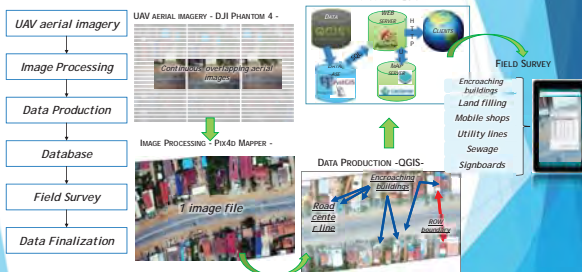 UAV aerial imagery
Image Processing
Data Production
Database
Field Survey
Data Finalization
UAV AERIAL IMAGERY - DJI PHANTOM 4 -
Continuous overlapping aerial
images
IMAGE PROCESSING - PIX4D MAPPER -
1 image file
DATA
QGIS
WEB
SERVER
H
T
T
P
CLIENTS
MAP
SERVER
DATA PRODUCTION -QGIS-
Encroaching
buildings
Road
cente
r line
ROW
boundary
FIELD SURVEY
Encroaching
buildings
Land filling
Mobile shops
Utility lines
Sewage
Signboards